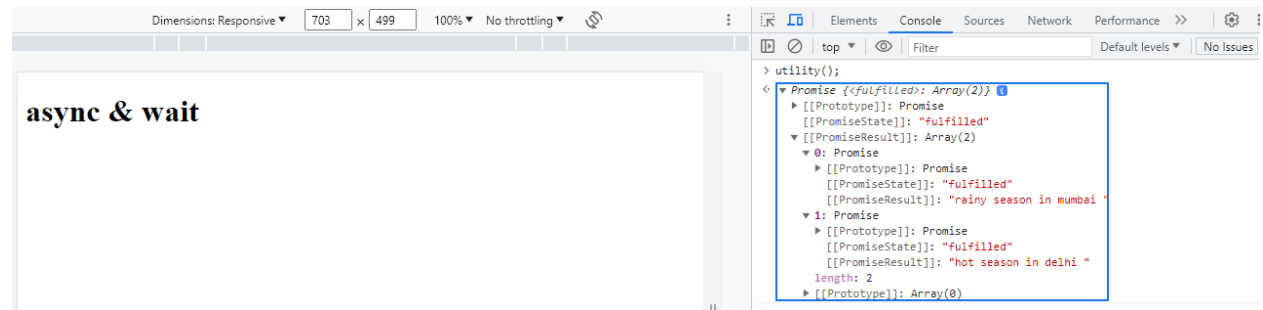 Dimensions: Responsive ▼ 703 x 499 100% ▼ No throttling ▼
Elements Console Sources Network Performance >>
top ▼ Filter Default levels ▼ No Issues
async & wait
> utility();
<· ▼ Promise {<fulfilled>: Array(2)} i
▶ [[Prototype]]: Promise
[[PromiseState]]: "fulfilled"
▼ [[PromiseResult]]: Array(2)
▼ 0: Promise
▶ [[Prototype]]: Promise
[[PromiseState]]: "fulfilled"
[[PromiseResult]]: "rainy season in mumbai "
▼ 1: Promise
▶ [[Prototype]]: Promise
[[PromiseState]]: "fulfilled"
[[PromiseResult]]: "hot season in delhi "
length: 2
▶ [[Prototype]]: Array(0)